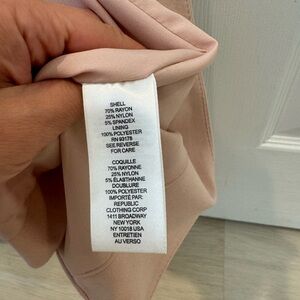 SHELL
70% RAYON
25% NYLON
5% SPANDEX
LINING
100% POLYESTER
RN 93178
SEE REVERSE
FOR CARE
COQUILLE
70% RAYONNE
25% NYLON
5% ÉLASTHANNE
DOUBLURE
100% POLYESTER
IMPORTÉ PAR:
REPUBLIC
CLOTHING CORP
1411 BROADWAY
NEW YORK
NY 10018 USA
ENTRETIEN
AU VERSO